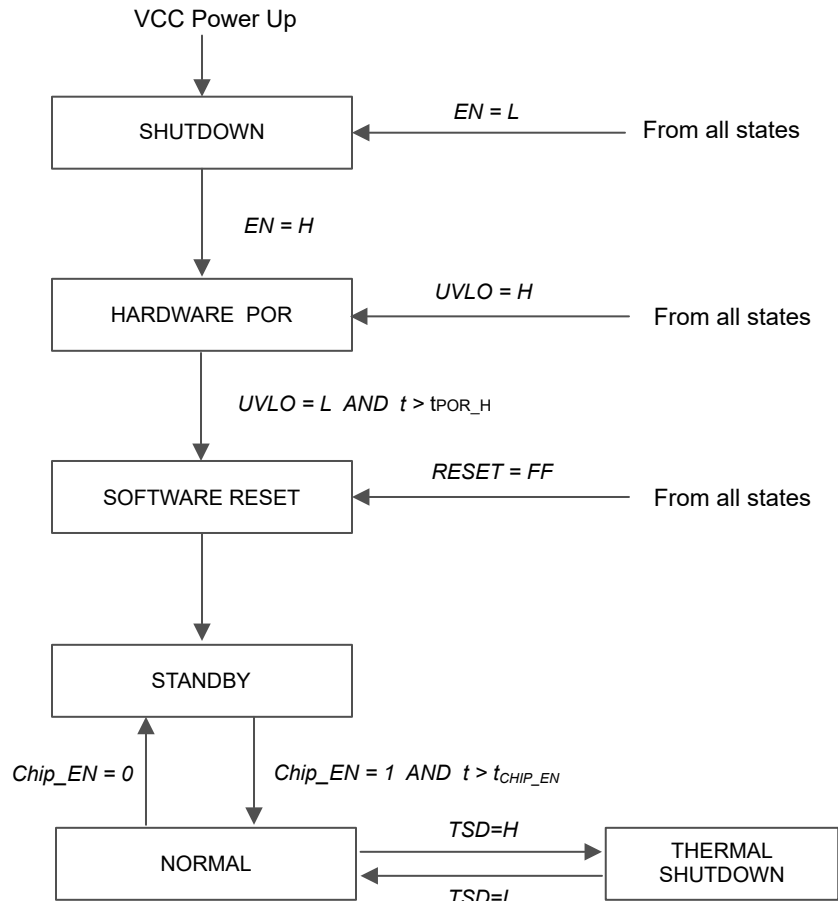 VCC Power Up
SHUTDOWN
EN = L
From all states
EN = H
HARDWARE POR
UVLO = H
From all states
UVLO = L AND t > tPOR_H
SOFTWARE RESET
RESET = FF
From all states
STANDBY
Chip_EN = 0
Chip_EN = 1 AND t > tCHIP_EN
NORMAL
TSD=H
THERMAL
SHUTDOWN